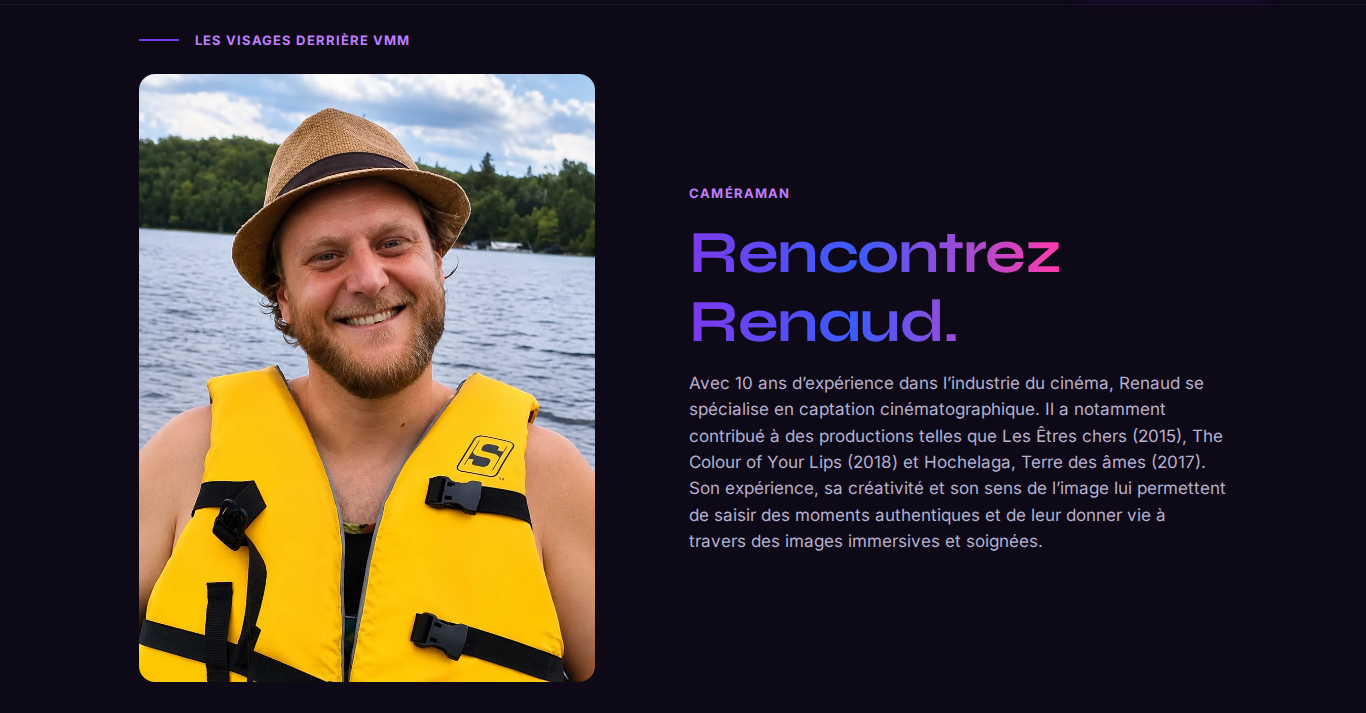 LES VISAGES DERRIÈRE VMM
S
CAMÉRAMAN
Rencontrez
Renaud.
Avec 10 ans d’expérience dans l’industrie du cinéma, Renaud se
spécialise en captation cinématographique. Il a notamment
contribué à des productions telles que Les Êtres chers (2015), The
Colour of Your Lips (2018) et Hochelaga, Terre des âmes (2017).
Son expérience, sa créativité et son sens de l’image lui permettent
de saisir des moments authentiques et de leur donner vie à
travers des images immersives et soignées.